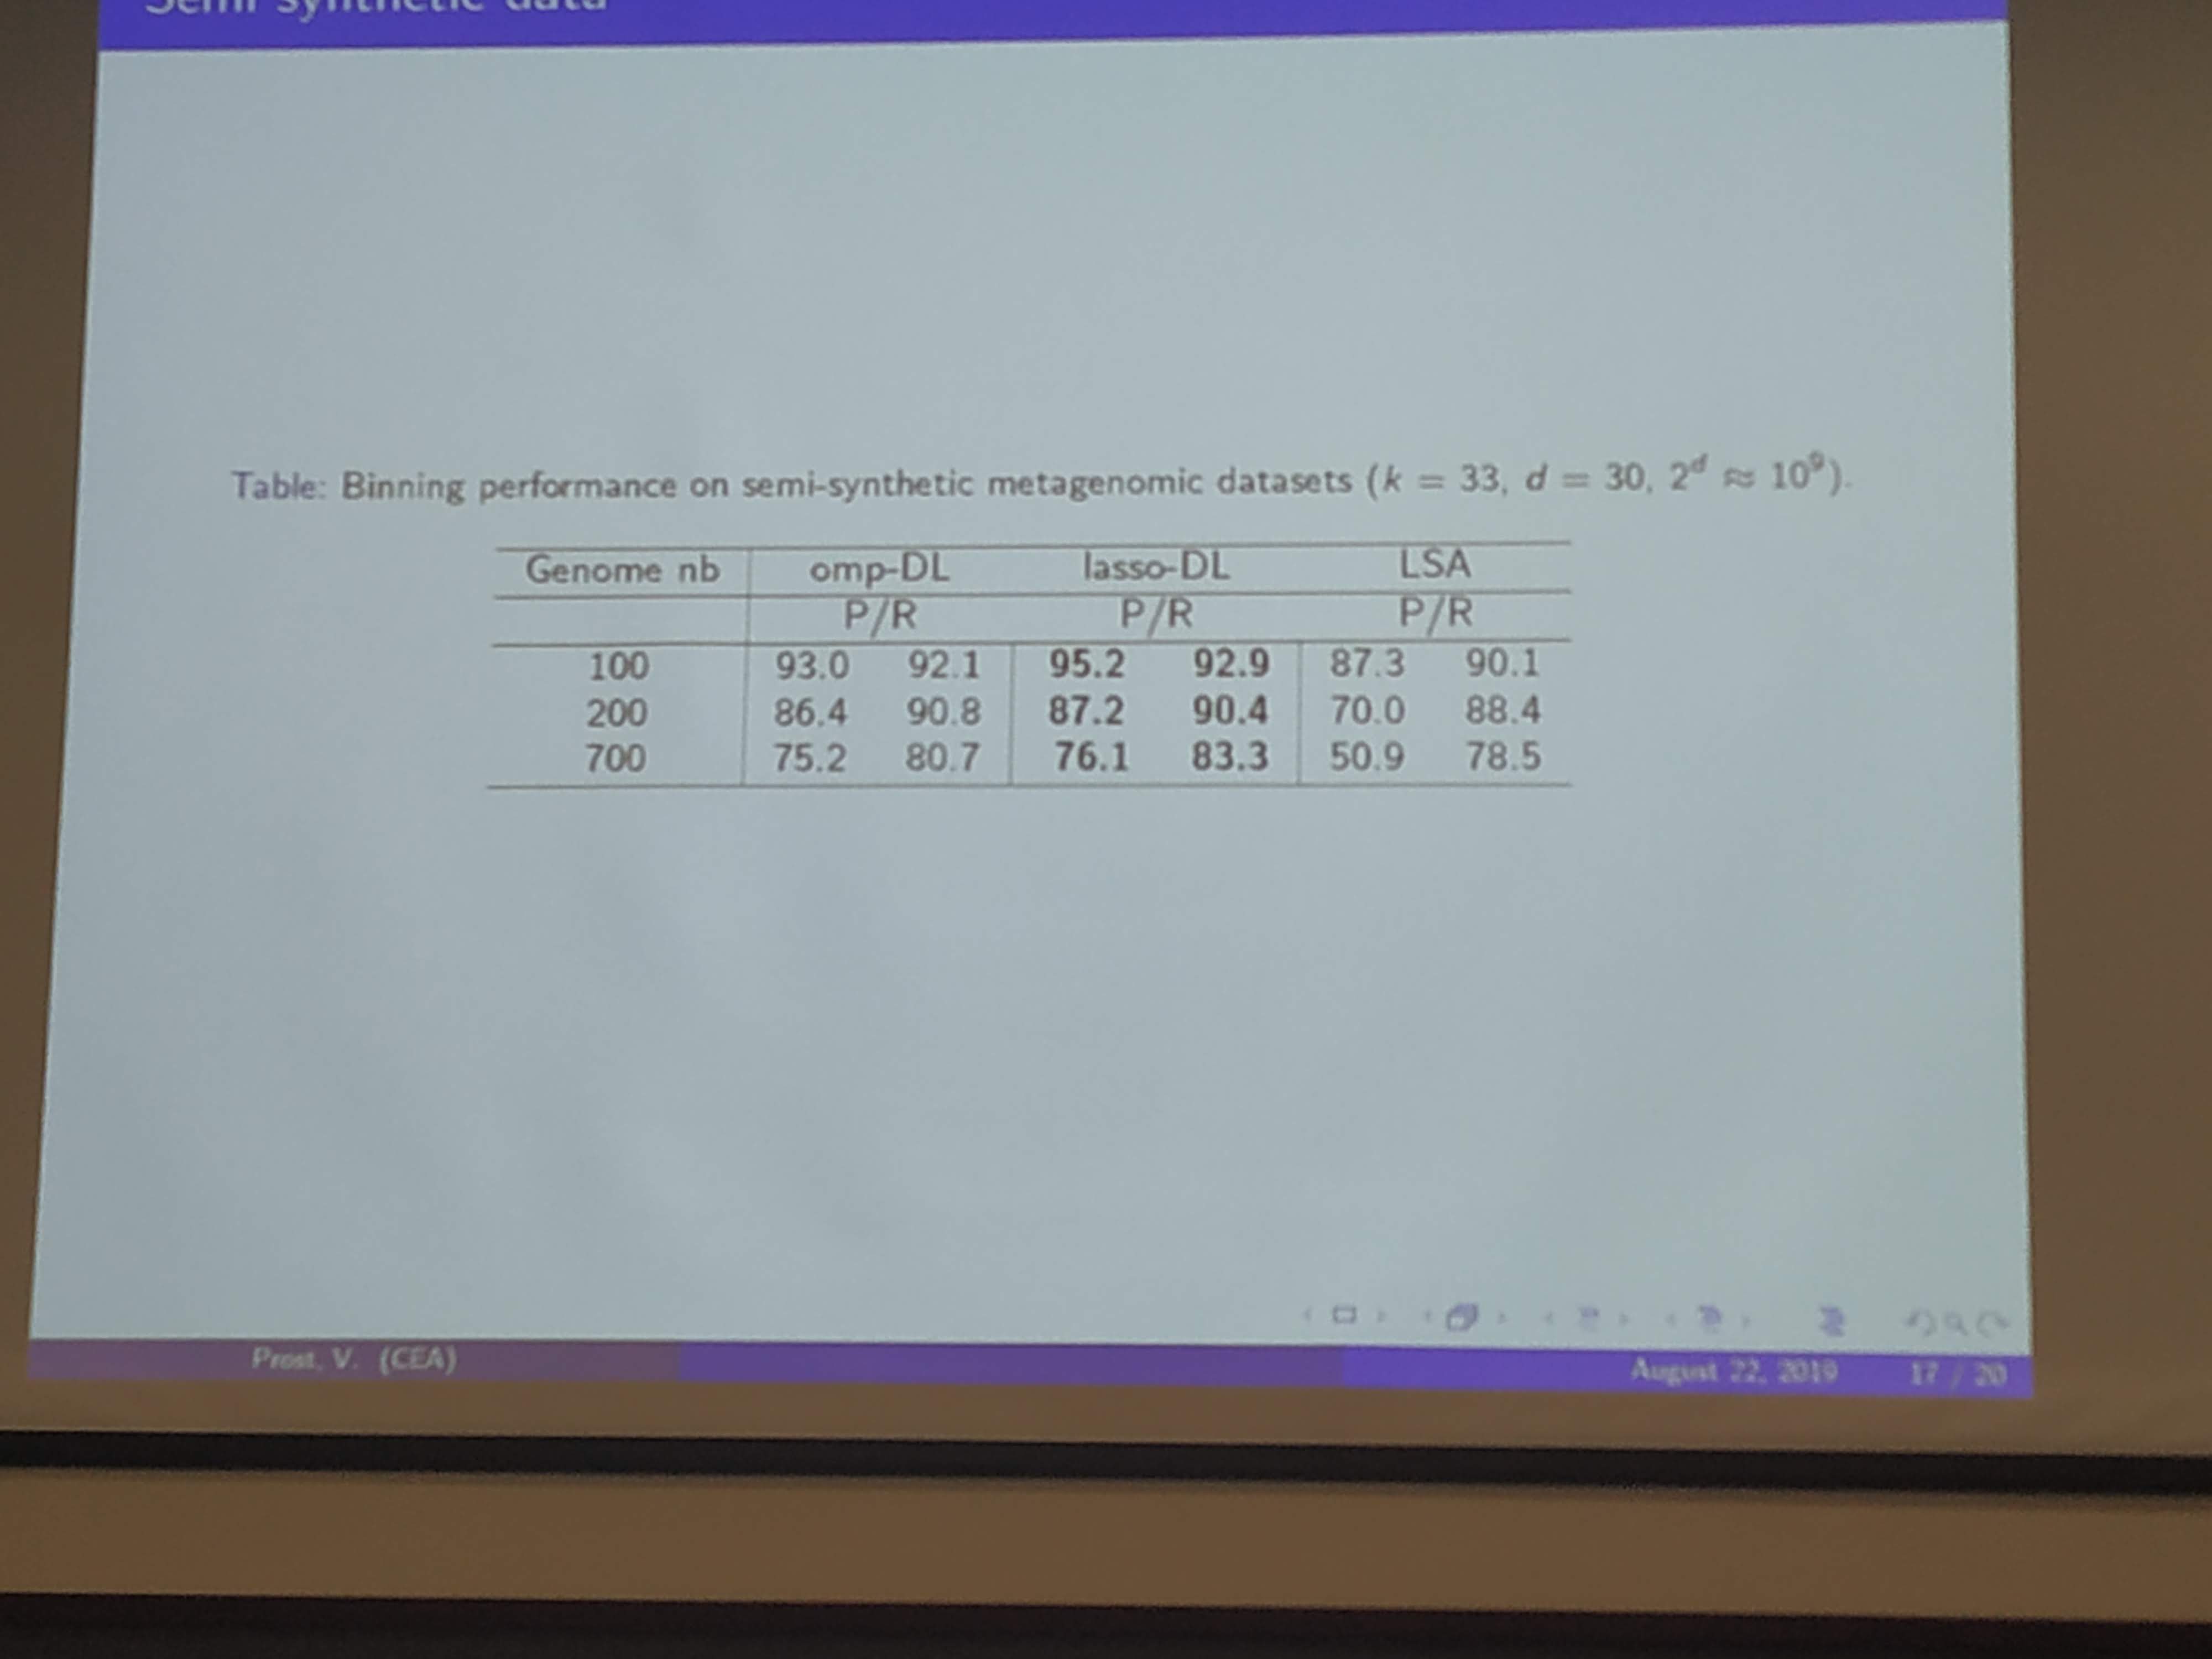 Semi synthetic data
Table: Binning performance on semi-synthetic metagenomic datasets (k = 33, d = 30, 2^d ≈ 10^9).
Genome nb omp-DL lasso-DL LSA
P/R P/R P/R
100 93.0 92.1 95.2 92.9 87.3 90.1
200 86.4 90.8 87.2 90.4 70.0 88.4
700 75.2 80.7 76.1 83.3 50.9 78.5
Prost, V. (CEA) August 22, 2019 17 / 20